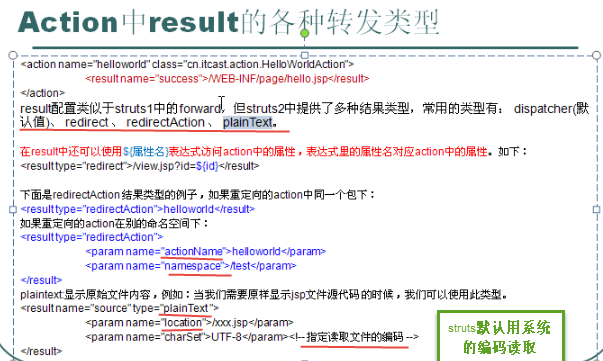 Action中result的各种转发类型
<action name="helloworld" class="cn.itcast.action.HelloWorldAction">
<result name="success">/WEB-INF/page/hello.jsp</result>
</action>
result配置类似于struts1中的forward，但struts2中提供了多种结果类型，常用的类型有： dispatcher(默
认值)、 redirect 、 redirectAction 、 plainText。
在result中还可以使用${属性名}表达式访问action中的属性，表达式里的属性名对应action中的属性。如下：
<result type="redirect">/view.jsp?id=${id}</result>
下面是redirectAction 结果类型的例子，如果重定向的action中同一个包下：
<result type="redirectAction">helloworld</result>
如果重定向的action在别的命名空间下：
<result type="redirectAction">
<param name="actionName">helloworld</param>
<param name="namespace">/test</param>
</result>
plaintext:显示原始文件内容，例如：当我们需要原样显示jsp文件源代码 的时候，我们可以使用此类型。
<result name="source" type="plainText ">
<param name="location">/xxx.jsp</param>
<param name="charSet">UTF-8</param><!--指定读取文件的编码 -->
</result>
struts默认用系统
的编码读取